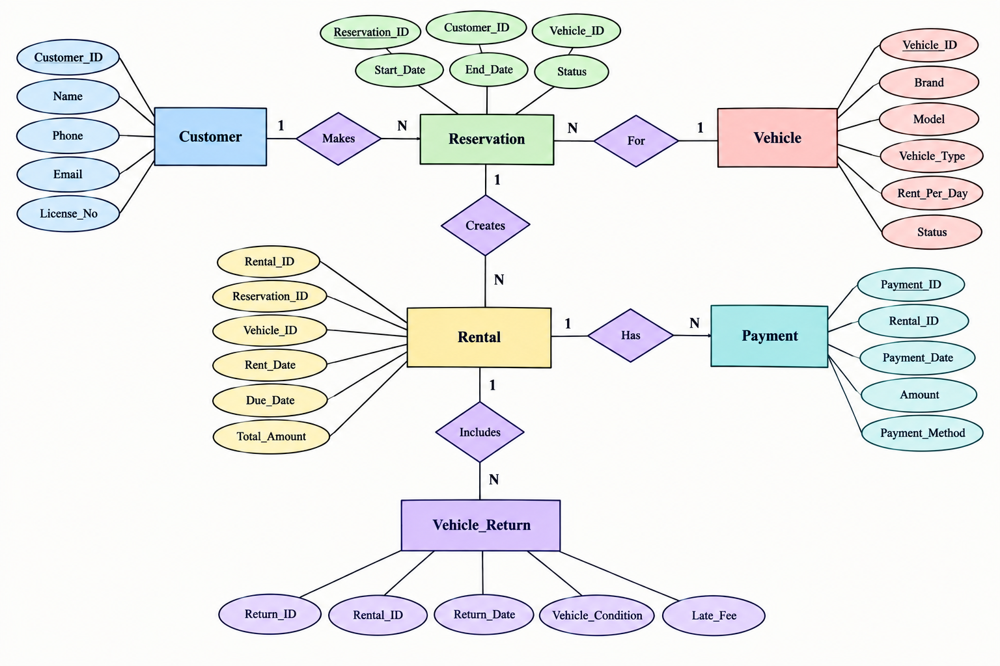 Reservation_ID
Customer_ID
Vehicle_ID
Start_Date
End_Date
Status
Customer_ID
Name
Phone
Email
License_No
Customer
1
Makes
N
Reservation
N
For
1
Vehicle
Vehicle_ID
Brand
Model
Vehicle_Type
Rent_Per_Day
Status
1
Creates
N
Rental_ID
Reservation_ID
Vehicle_ID
Rent_Date
Due_Date
Total_Amount
Rental
1
Has
N
Payment
Payment_ID
Rental_ID
Payment_Date
Amount
Payment_Method
1
Includes
N
Vehicle_Return
Return_ID
Rental_ID
Return_Date
Vehicle_Condition
Late_Fee